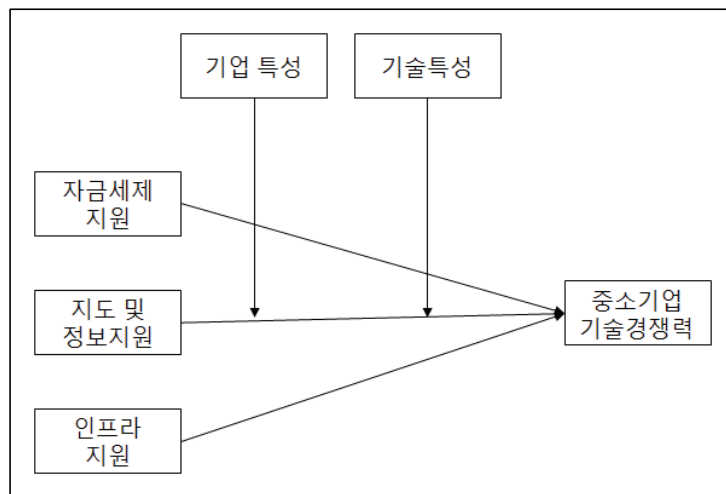 기업 특성
기술특성
자금세제
지원
지도 및
정보지원
중소기업
기술경쟁력
인프라
지원